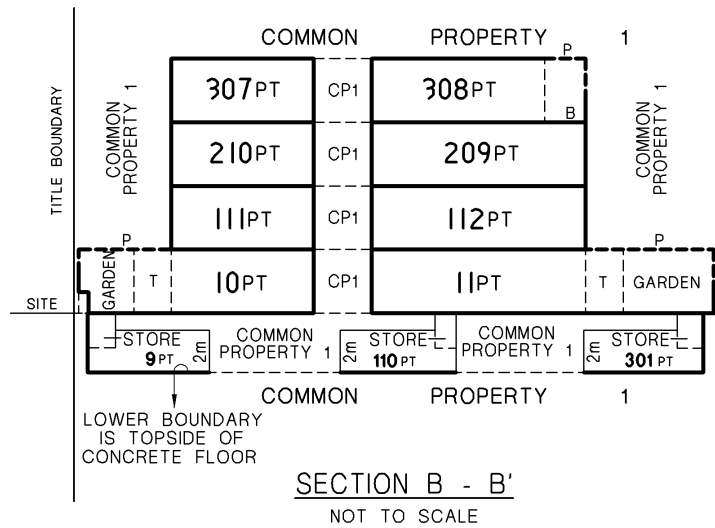 COMMON PROPERTY 1
P
TITLE BOUNDARY
COMMON
PROPERTY 1
307PT
CP1
308PT
B
COMMON
PROPERTY 1
210PT
CP1
209PT
111PT
CP1
112PT
P
P
GARDEN
T
10PT
CP1
11PT
T
GARDEN
SITE
STORE
9PT
2m
COMMON
PROPERTY 1
2m
STORE
110PT
COMMON
PROPERTY 1
2m
STORE
301PT
COMMON PROPERTY 1
LOWER BOUNDARY
IS TOPSIDE OF
CONCRETE FLOOR
SECTION B - B'
NOT TO SCALE